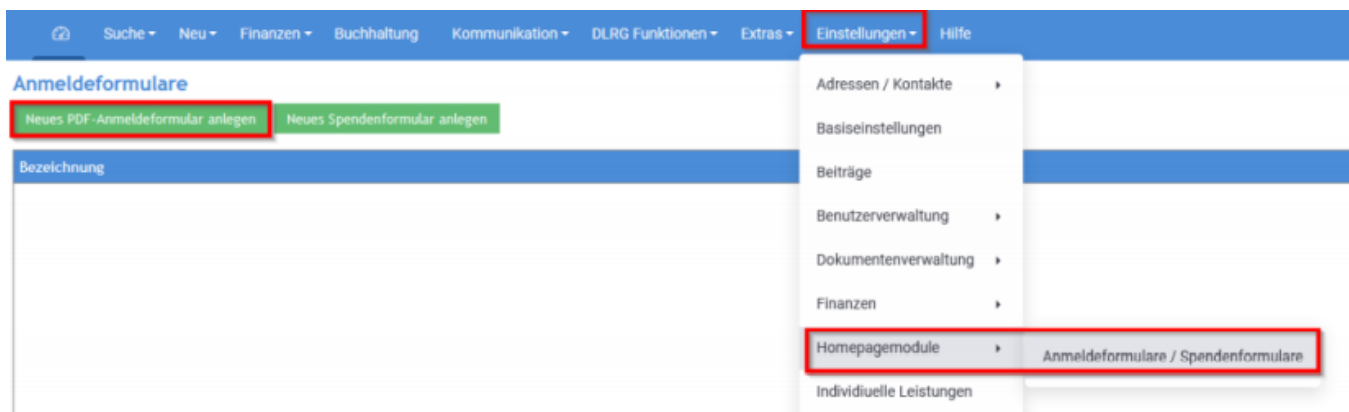 Suche Neu Finanzen Buchhaltung Kommunikation DLRG Funktionen Extras Einstellungen Hilfe
Anmeldeformulare
Neues PDF-Anmeldeformular anlegen Neues Spendenformular anlegen
Bezeichnung
Adressen / Kontakte
Basiseinstellungen
Beiträge
Benutzerverwaltung
Dokumentenverwaltung
Finanzen
Homepagemodule
Anmeldeformulare / Spendenformulare
Individiuelle Leistungen